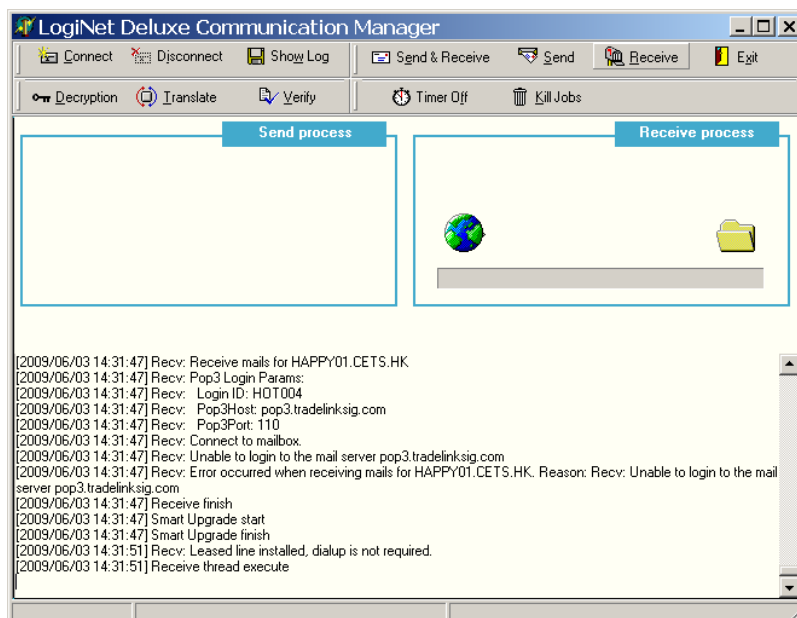 LogiNet Deluxe Communication Manager
Connect Disconnect Show Log Send & Receive Send Receive Exit
Decryption Translate Verify Timer Off Kill Jobs
Send process Receive process
[2009/06/03 14:31:47] Recv: Receive mails for HAPPY01.CETS.HK
[2009/06/03 14:31:47] Recv: Pop3 Login Params:
[2009/06/03 14:31:47] Recv: Login ID: HOT004
[2009/06/03 14:31:47] Recv: Pop3Host: pop3.tradelinksig.com
[2009/06/03 14:31:47] Recv: Pop3Port: 110
[2009/06/03 14:31:47] Recv: Connect to mailbox.
[2009/06/03 14:31:47] Recv: Unable to login to the mail server pop3.tradelinksig.com
[2009/06/03 14:31:47] Recv: Error occurred when receiving mails for HAPPY01.CETS.HK. Reason: Recv: Unable to login to the mail
server pop3.tradelinksig.com
[2009/06/03 14:31:47] Receive finish
[2009/06/03 14:31:47] Smart Upgrade start
[2009/06/03 14:31:47] Smart Upgrade finish
[2009/06/03 14:31:51] Recv: Leased line installed, dialup is not required.
[2009/06/03 14:31:51] Receive thread execute